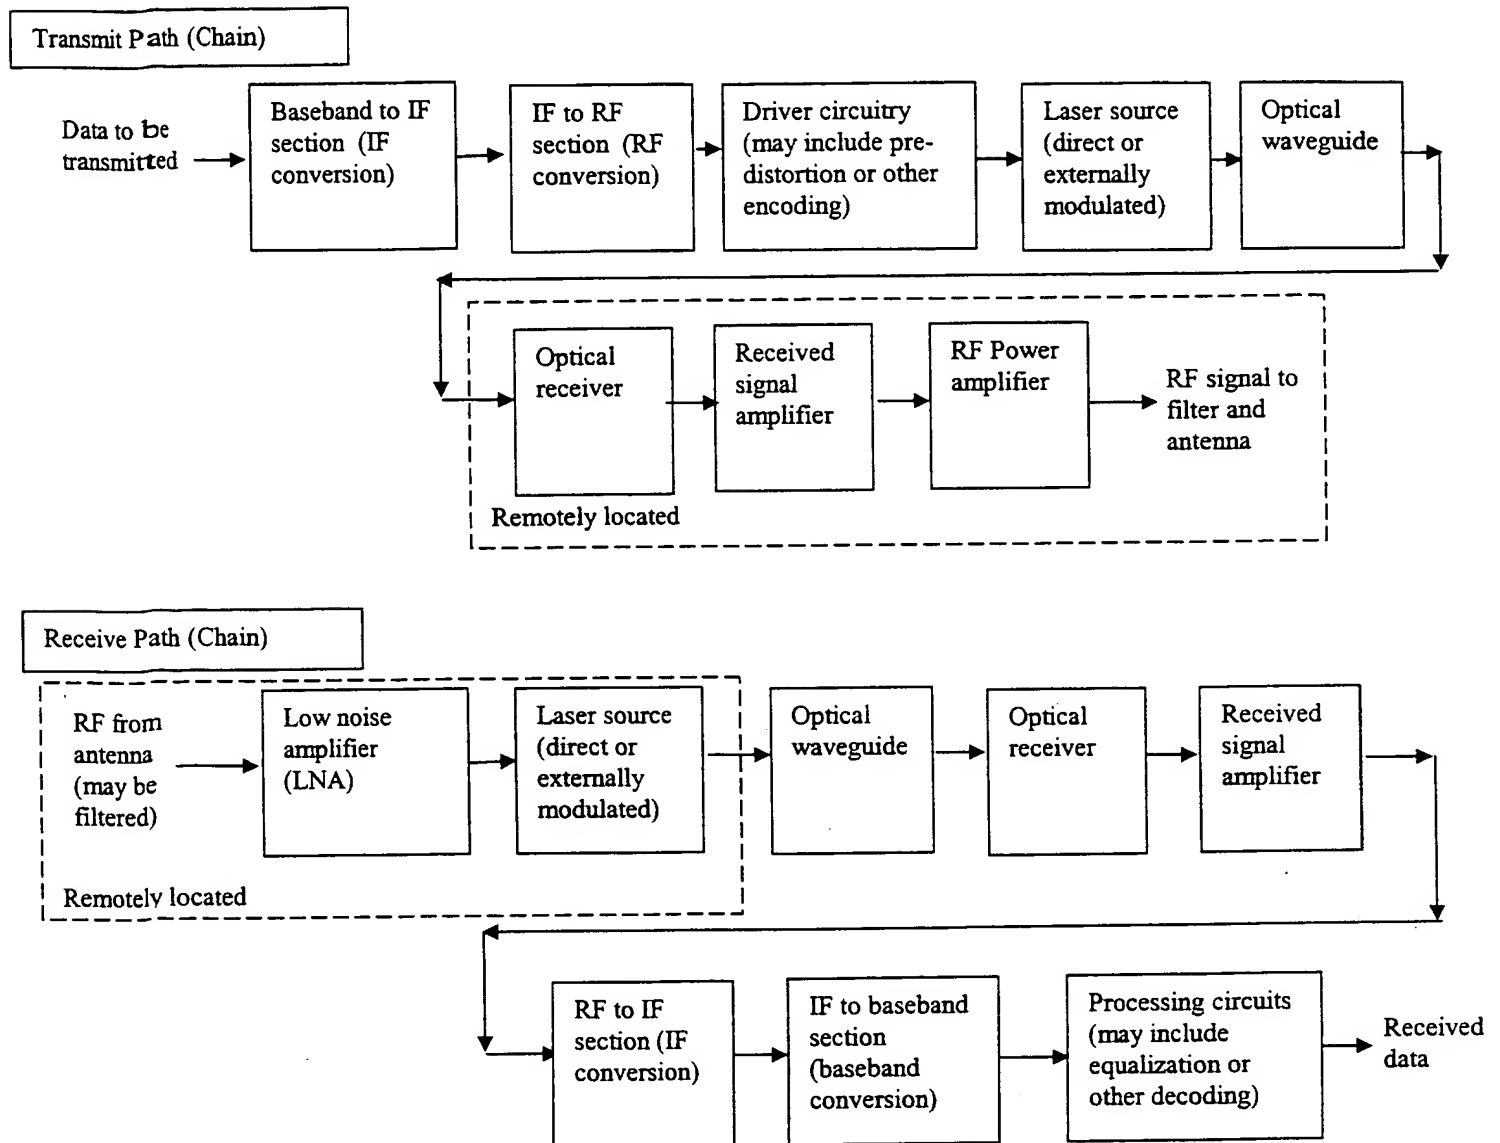 Transmit Path (Chain)
Data to be
transmitted
Baseband to IF
section (IF
conversion)
IF to RF
section (RF
conversion)
Driver circuitry
(may include pre-
distortion or other
encoding)
Laser source
(direct or
externally
modulated)
Optical
waveguide
Optical
receiver
Received
signal
amplifier
RF Power
amplifier
RF signal to
filter and
antenna
Remotely located
Receive Path (Chain)
RF from
antenna
(may be
filtered)
Low noise
amplifier
(LNA)
Laser source
(direct or
externally
modulated)
Optical
waveguide
Optical
receiver
Received
signal
amplifier
Remotely located
RF to IF
section (IF
conversion)
IF to baseband
section
(baseband
conversion)
Processing circuits
(may include
equalization or
other decoding)
Received
data